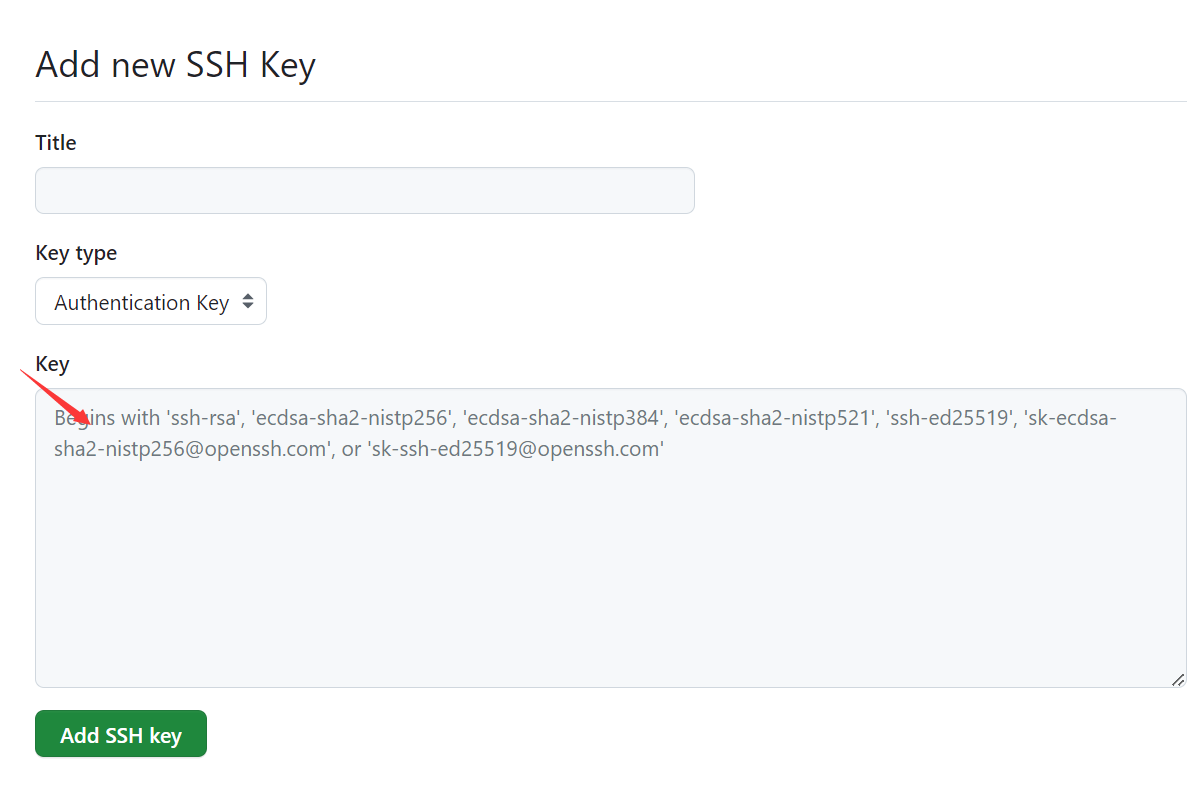 Add new SSH Key
Title
Key type
Authentication Key
Key
Begins with 'ssh-rsa', 'ecdsa-sha2-nistp256', 'ecdsa-sha2-nistp384', 'ecdsa-sha2-nistp521', 'ssh-ed25519', 'sk-ecdsa-
sha2-nistp256@openssh.com', or 'sk-ssh-ed25519@openssh.com'
Add SSH key